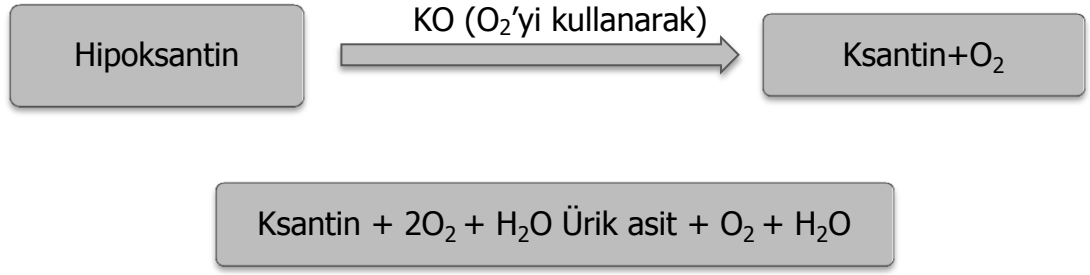 KO (O₂'yi kullanarak)
Hipoksantin
Ksantin+O₂
Ksantin + 2O₂ + H₂O Ürik asit + O₂ + H₂O